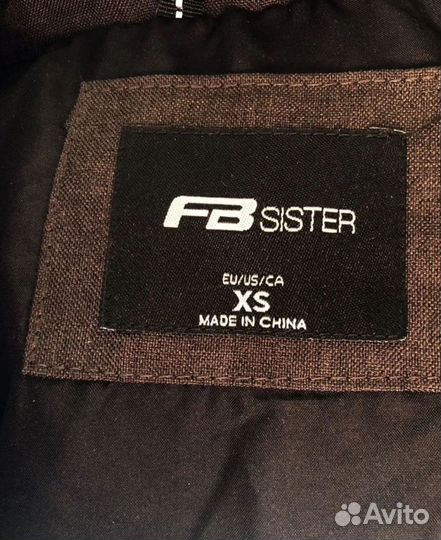 FB SISTER
EU/US/CA
XS
MADE IN CHINA
Avito